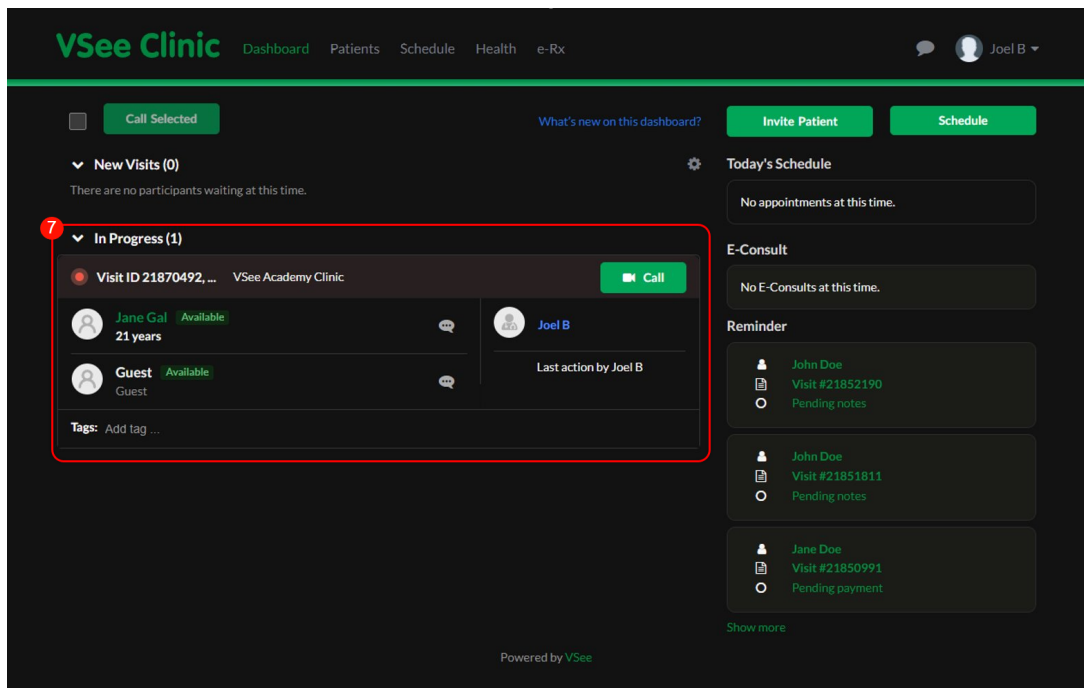 VSee Clinic Dashboard Patients Schedule Health e-Rx Joel B
Call Selected What's new on this dashboard? Invite Patient Schedule
New Visits (0)
There are no participants waiting at this time.
Today's Schedule
No appointments at this time.
7
In Progress (1)
Visit ID 21870492, ... VSee Academy Clinic Call
Jane Gal Available
21 years
Joel B
Last action by Joel B
Guest Available
Guest
Tags: Add tag ...
E-Consult
No E-Consults at this time.
Reminder
John Doe
Visit #21852190
Pending notes
John Doe
Visit #21851811
Pending notes
Jane Doe
Visit #21850991
Pending payment
Show more
Powered by VSee